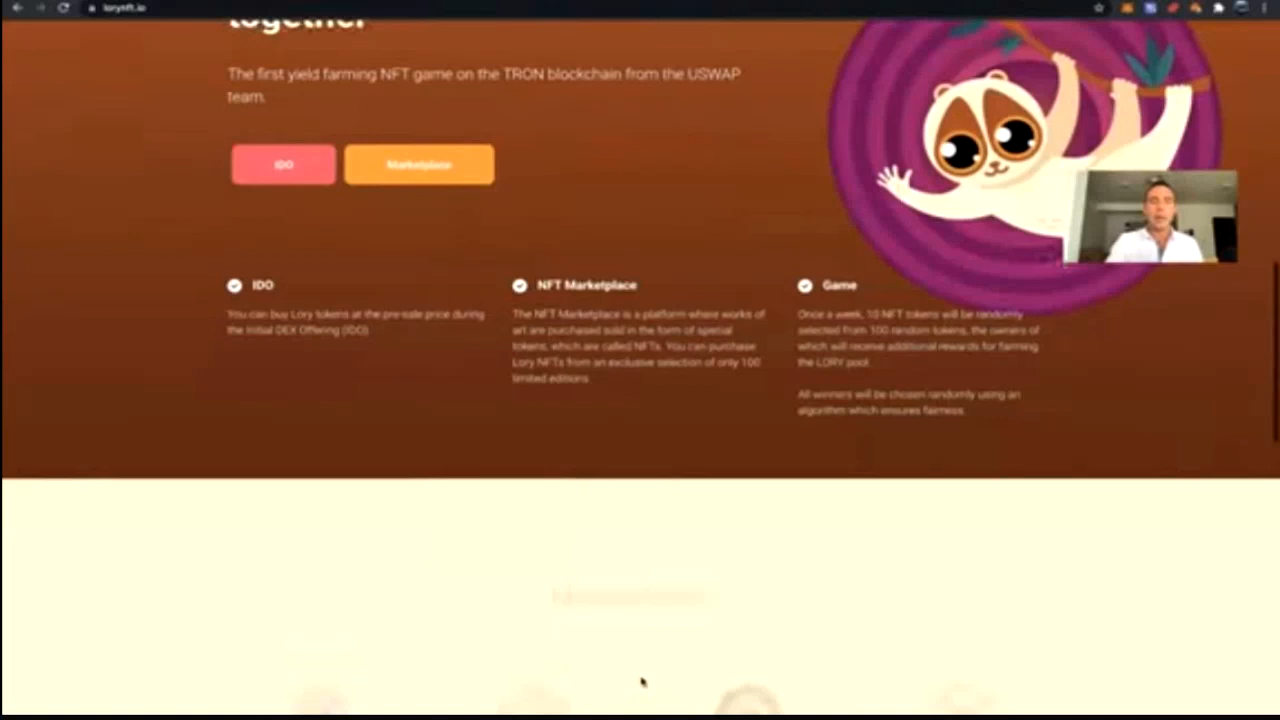 lorynft.io
together
The first yield farming NFT game on the TRON blockchain from the USWAP
team.
IDO
Marketplace
IDO
You can buy Lory tokens at the pre-sale price during
the Initial DEX Offering (IDO)
NFT Marketplace
The NFT Marketplace is a platform where works of
art are purchased sold in the form of special
tokens, which are called NFTs. You can purchase
Lory NFTs from an exclusive selection of only 100
limited editions.
Game
Once a week, 10 NFT tokens will be randomly
selected from 100 random tokens, the owners of
which will receive additional rewards for farming
the LORY pool.
All winners will be chosen randomly using an
algorithm which ensures fairness.